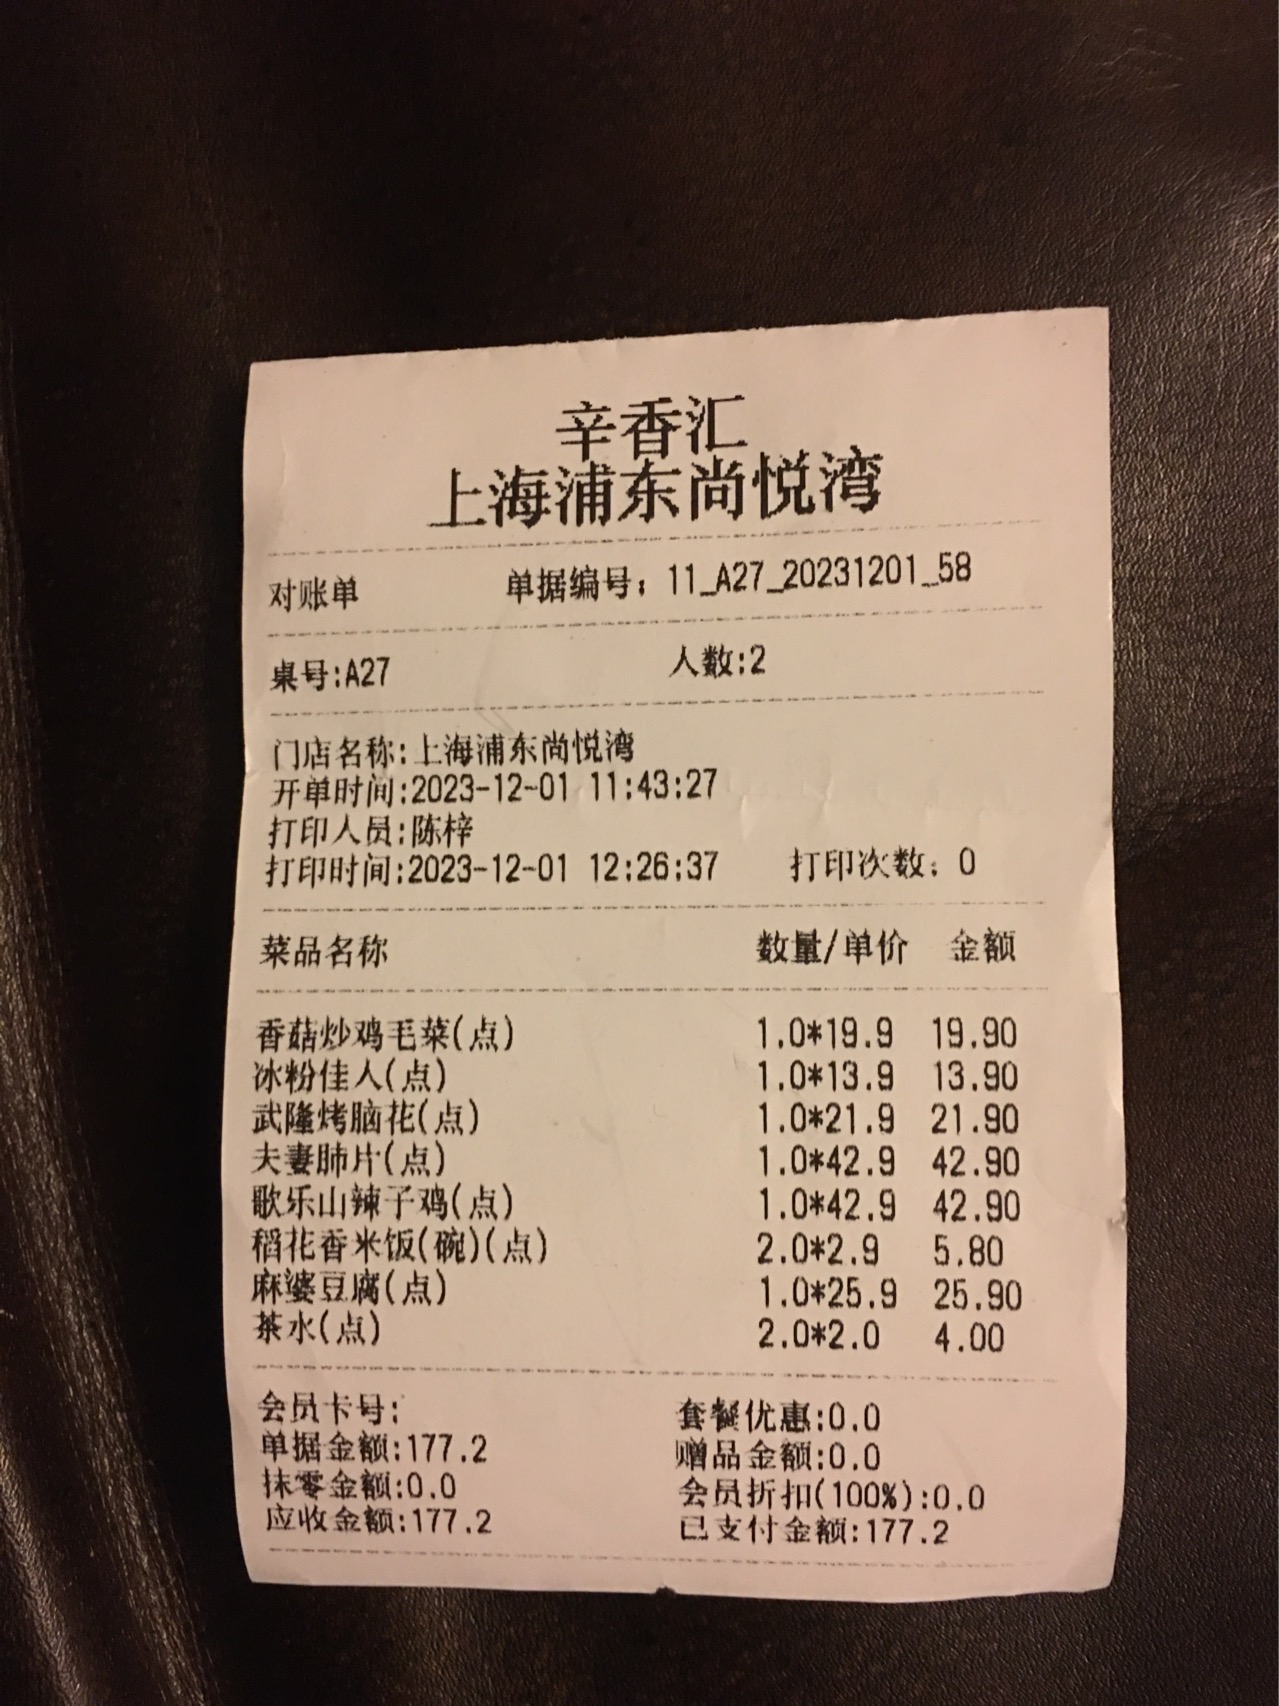 辛香汇
上海浦东尚悦湾
对账单 单据编号：11_A27_20231201_58
桌号:A27 人数:2
门店名称:上海浦东尚悦湾
开单时间:2023-12-01 11:43:27
打印人员:陈梓
打印时间:2023-12-01 12:26:37 打印次数：0
菜品名称 数量/单价 金额
香菇炒鸡毛菜(点) 1.0*19.9 19.90
冰粉佳人(点) 1.0*13.9 13.90
武隆烤脑花(点) 1.0*21.9 21.90
夫妻肺片(点) 1.0*42.9 42.90
歌乐山辣子鸡(点) 1.0*42.9 42.90
稻花香米饭(碗)(点) 2.0*2.9 5.80
麻婆豆腐(点) 1.0*25.9 25.90
茶水(点) 2.0*2.0 4.00
会员卡号: 套餐优惠:0.0
单据金额:177.2 赠品金额:0.0
抹零金额:0.0 会员折扣(100%):0.0
应收金额:177.2 已支付金额:177.2